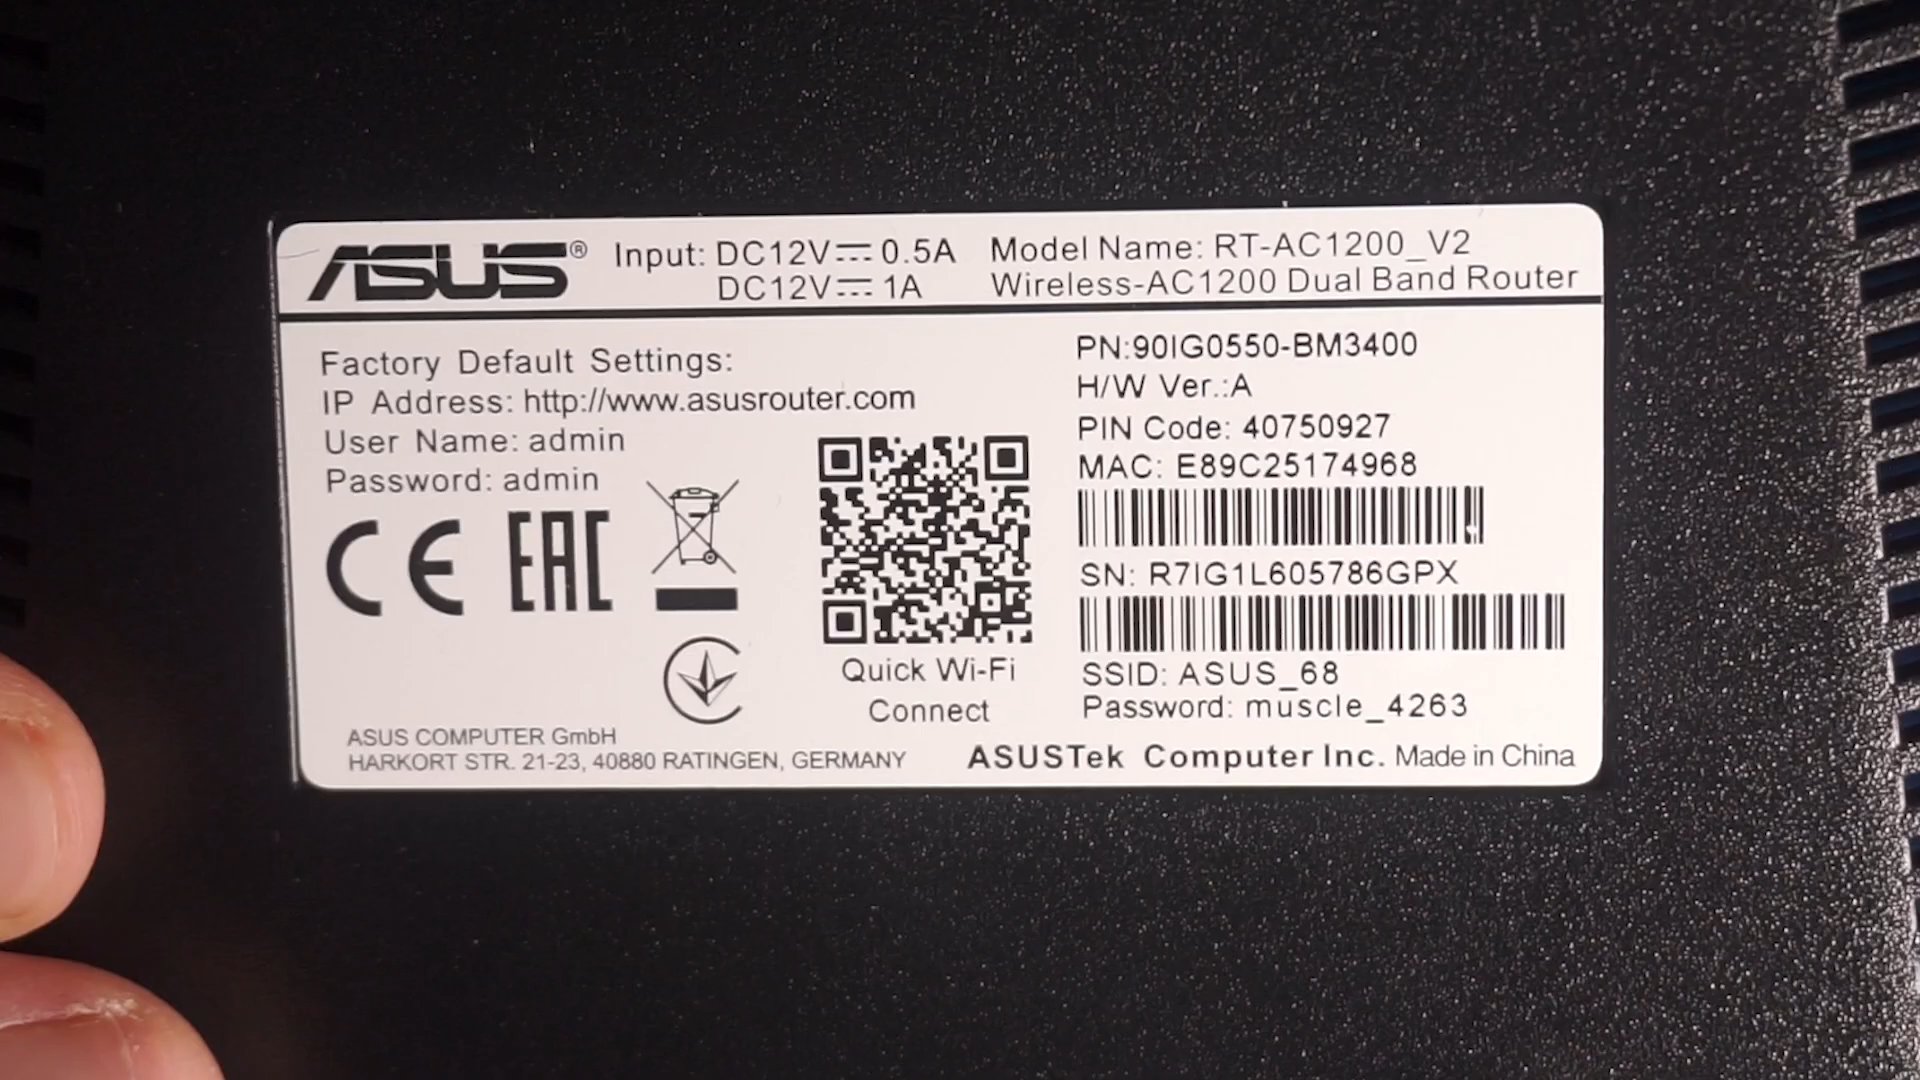 ASUS® Input: DC12V⎓0.5A
DC12V⎓1A
Model Name: RT-AC1200_V2
Wireless-AC1200 Dual Band Router
Factory Default Settings:
IP Address: http://www.asusrouter.com
User Name: admin
Password: admin
CE EAC
Quick Wi-Fi
Connect
PN:90IG0550-BM3400
H/W Ver.:A
PIN Code: 40750927
MAC: E89C25174968
SN: R7IG1L605786GPX
SSID: ASUS_68
Password: muscle_4263
ASUS COMPUTER GmbH
HARKORT STR. 21-23, 40880 RATINGEN, GERMANY
ASUSTek Computer Inc. Made in China